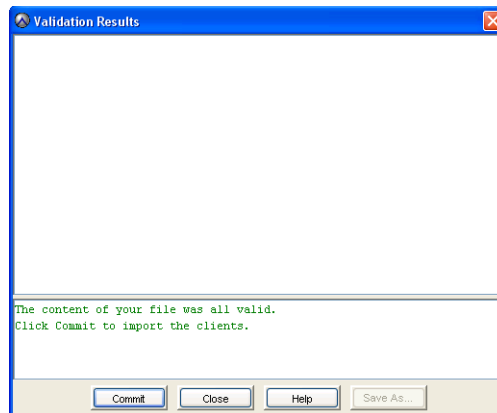 Validation Results
The content of your file was all valid.
Click Commit to import the clients.
Commit Close Help Save As...